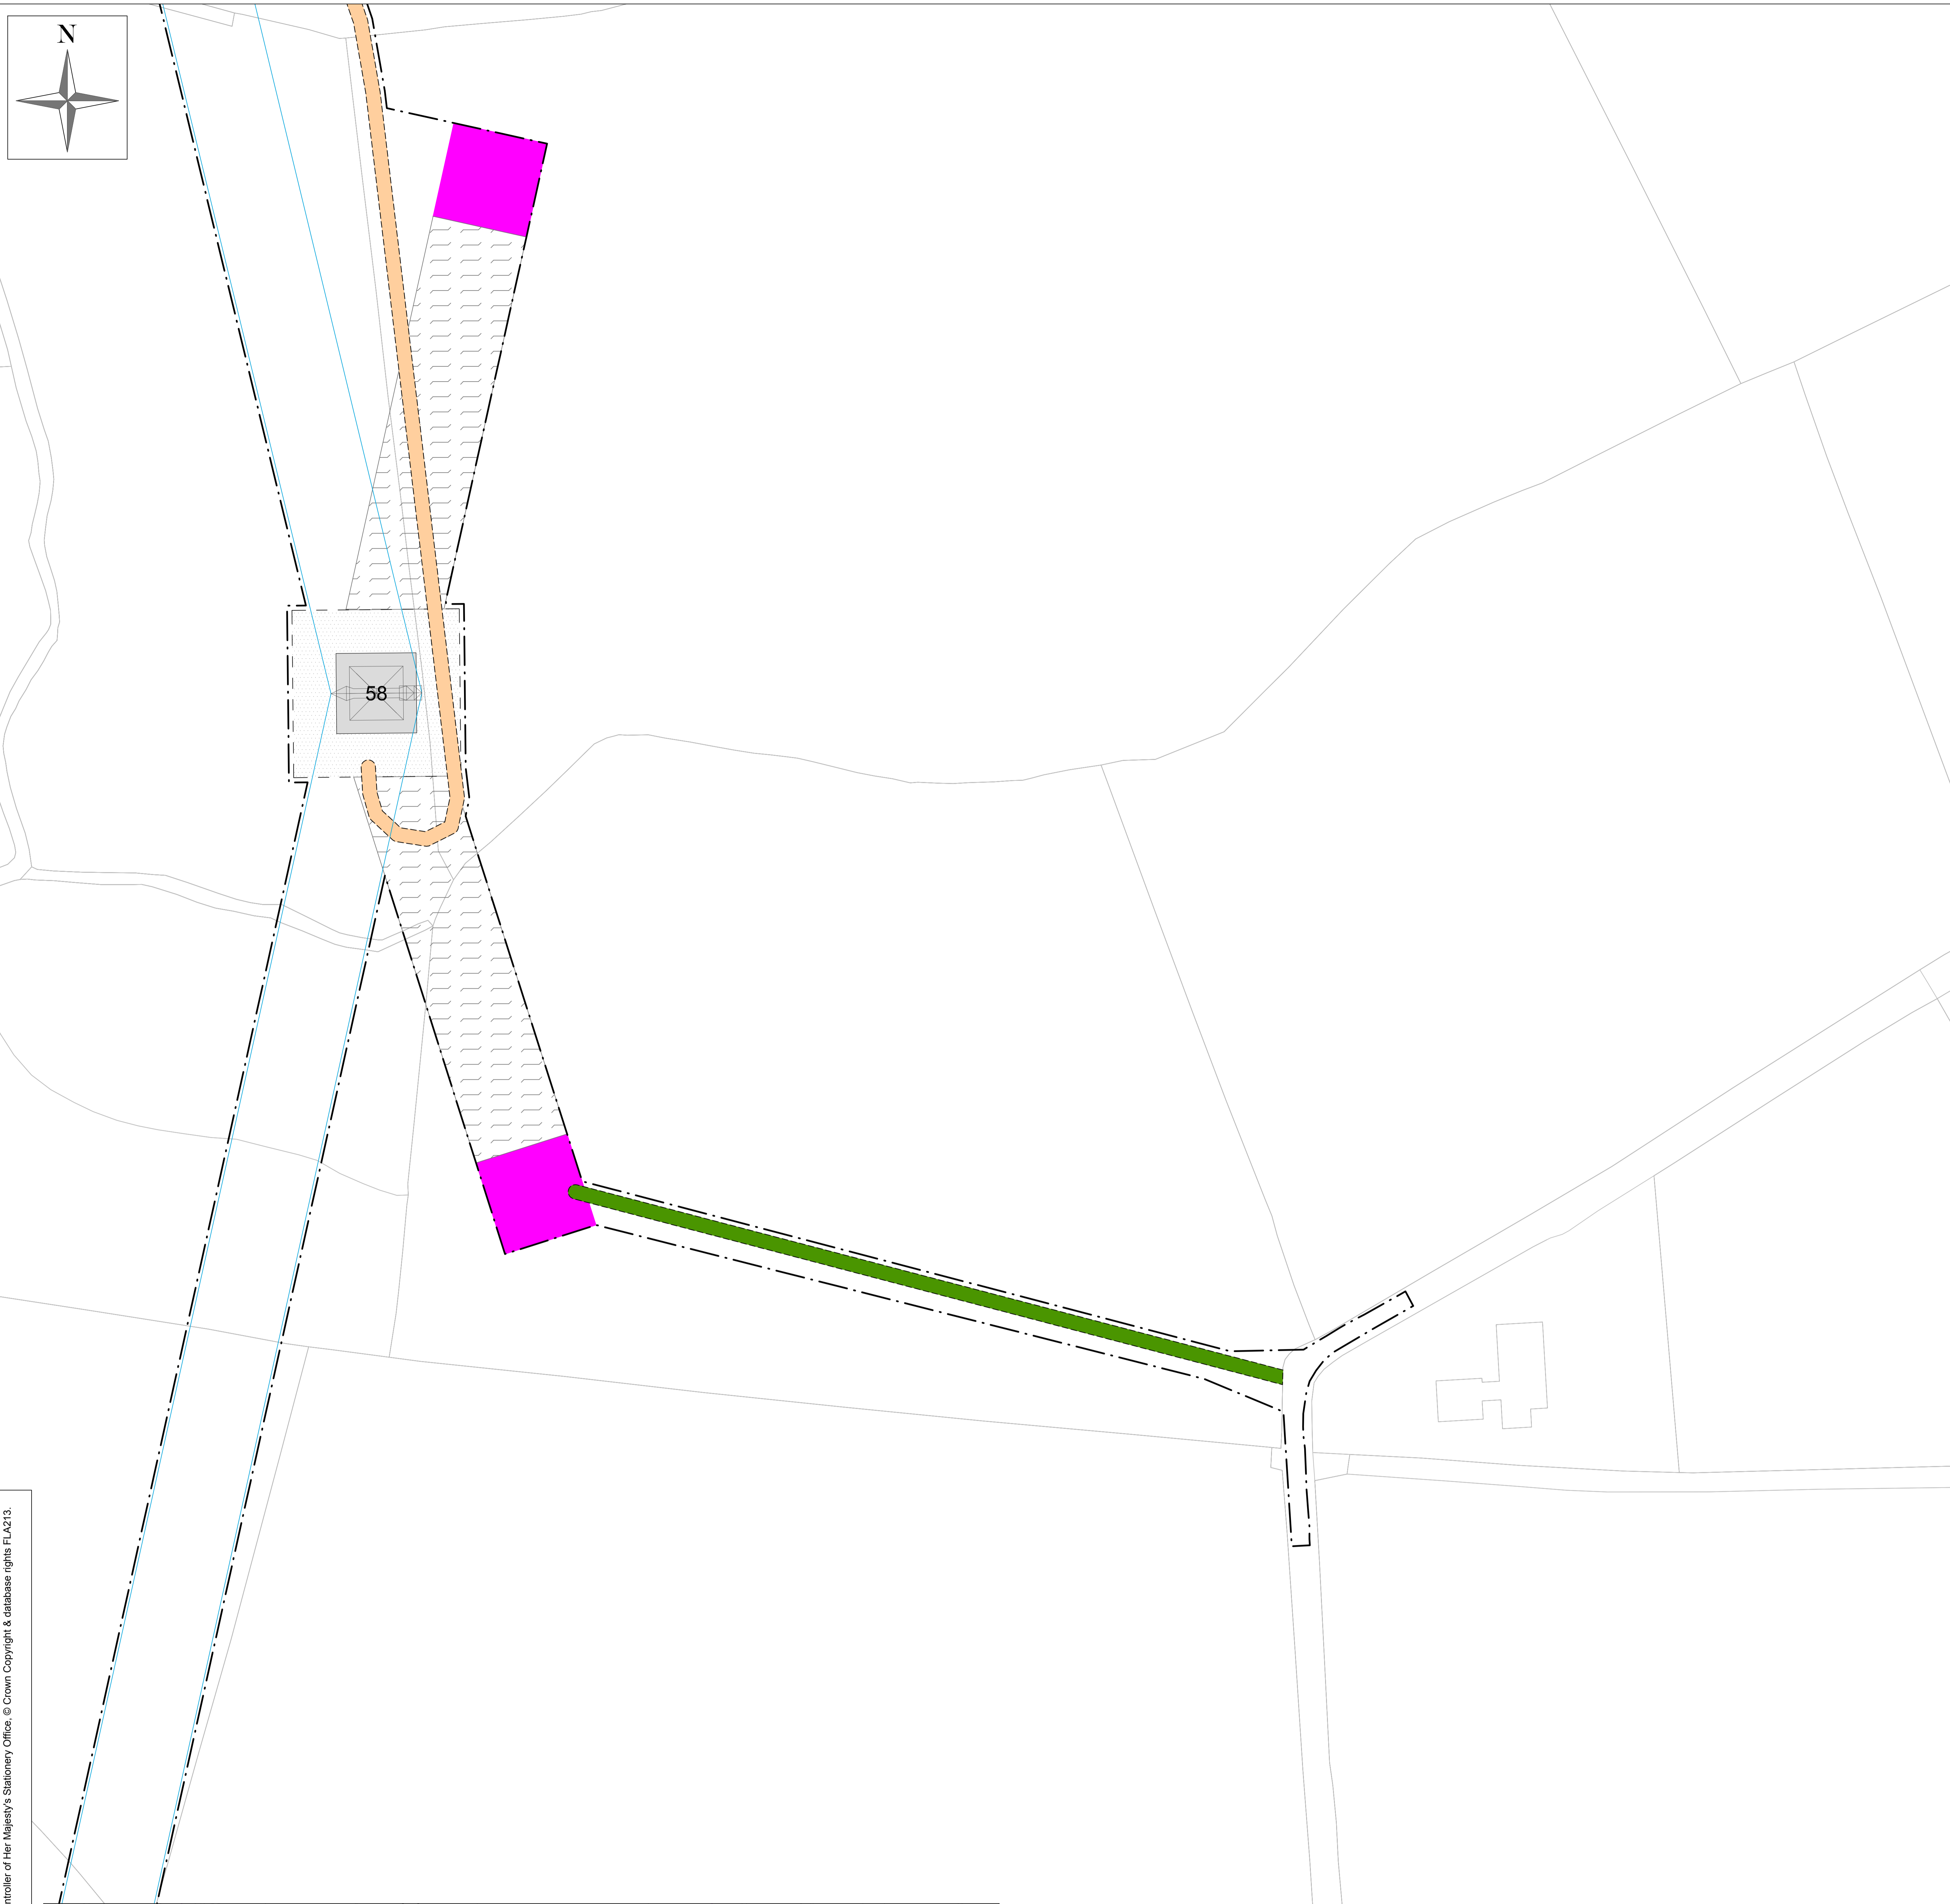 N
58
ntroller of Her Majesty's Stationery Office, © Crown Copyright & database rights FLA213.